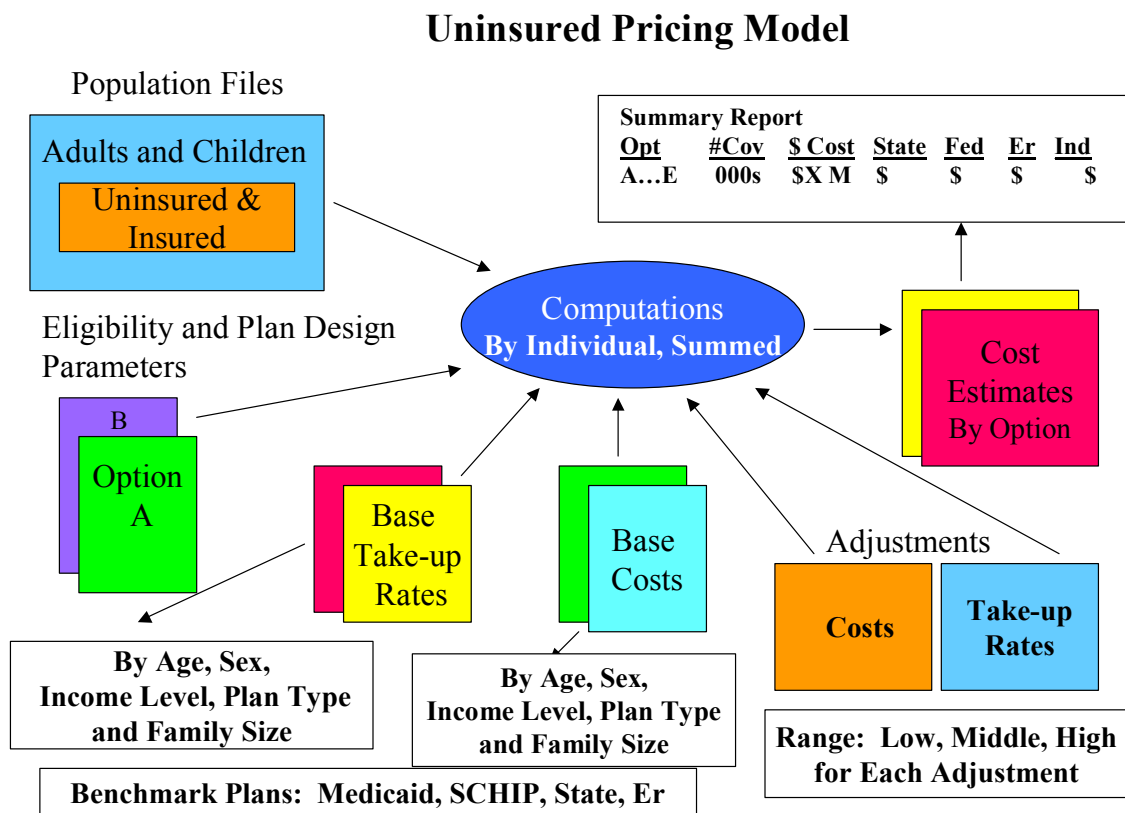 Uninsured Pricing Model
Population Files
Adults and Children
Uninsured &
Insured
Summary Report
Opt #Cov $ Cost State Fed Er Ind
A…E 000s $X M $ $ $ $
Computations
By Individual, Summed
Eligibility and Plan Design
Parameters
B
Option
A
Base
Take-up
Rates
Base
Costs
Cost
Estimates
By Option
Adjustments
Costs
Take-up
Rates
By Age, Sex,
Income Level, Plan Type
and Family Size
By Age, Sex,
Income Level, Plan Type
and Family Size
Range: Low, Middle, High
for Each Adjustment
Benchmark Plans: Medicaid, SCHIP, State, Er